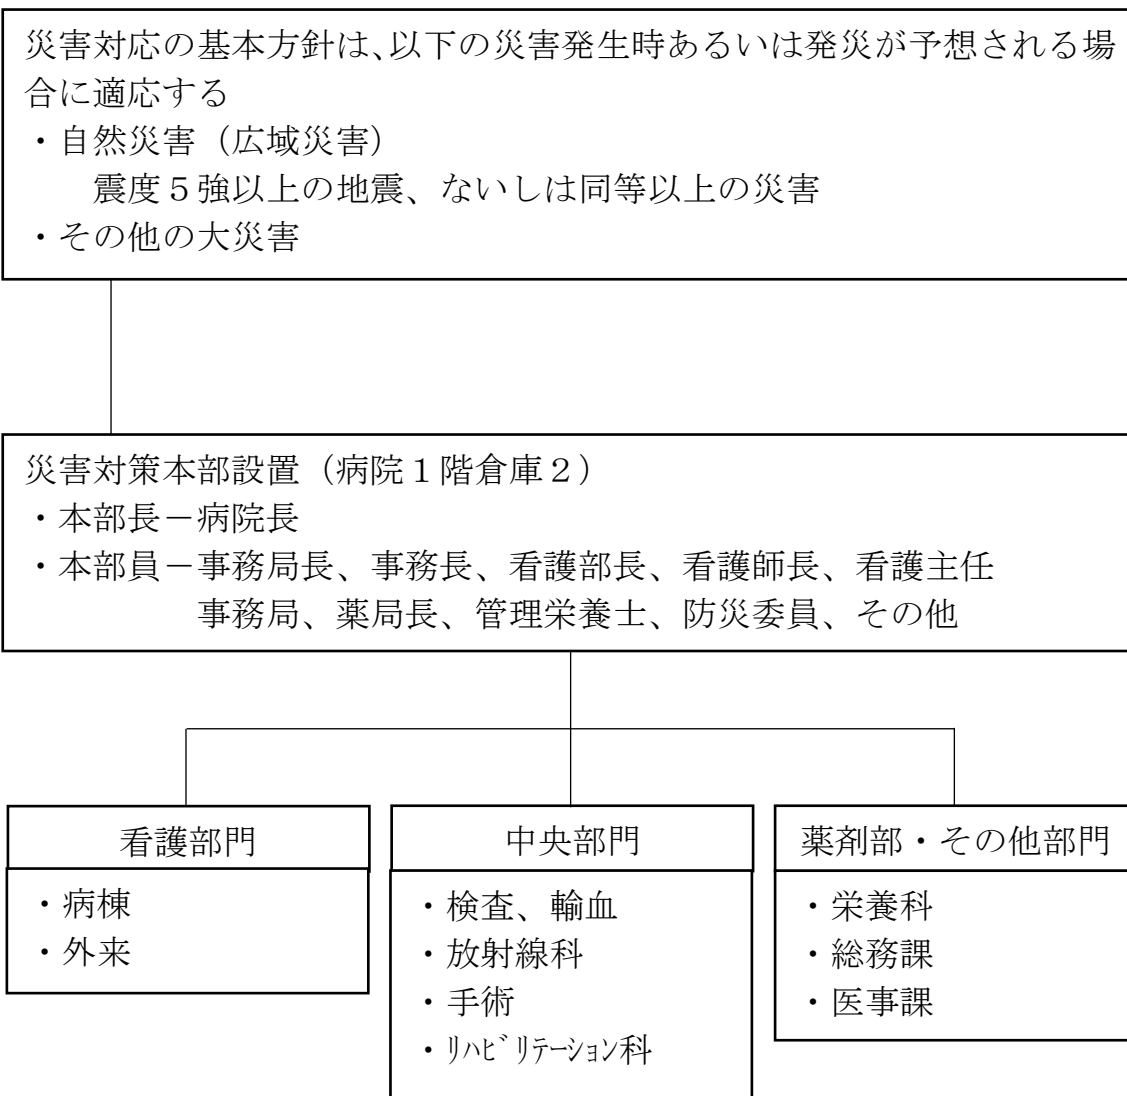 災害対応の基本方針は、以下の災害発生時あるいは発災が予想される場
合に適応する
・自然災害（広域災害）
震度５強以上の地震、ないしは同等以上の災害
・その他の大災害
災害対策本部設置（病院１階倉庫２）
・本部長－病院長
・本部員－事務局長、事務長、看護部長、看護師長、看護主任
事務局、薬局長、管理栄養士、防災委員、その他
看護部門
・病棟
・外来
中央部門
・検査、輸血
・放射線科
・手術
・ﾘﾊﾋﾞﾘﾃｰｼｮﾝ科
薬剤部・その他部門
・栄養科
・総務課
・医事課